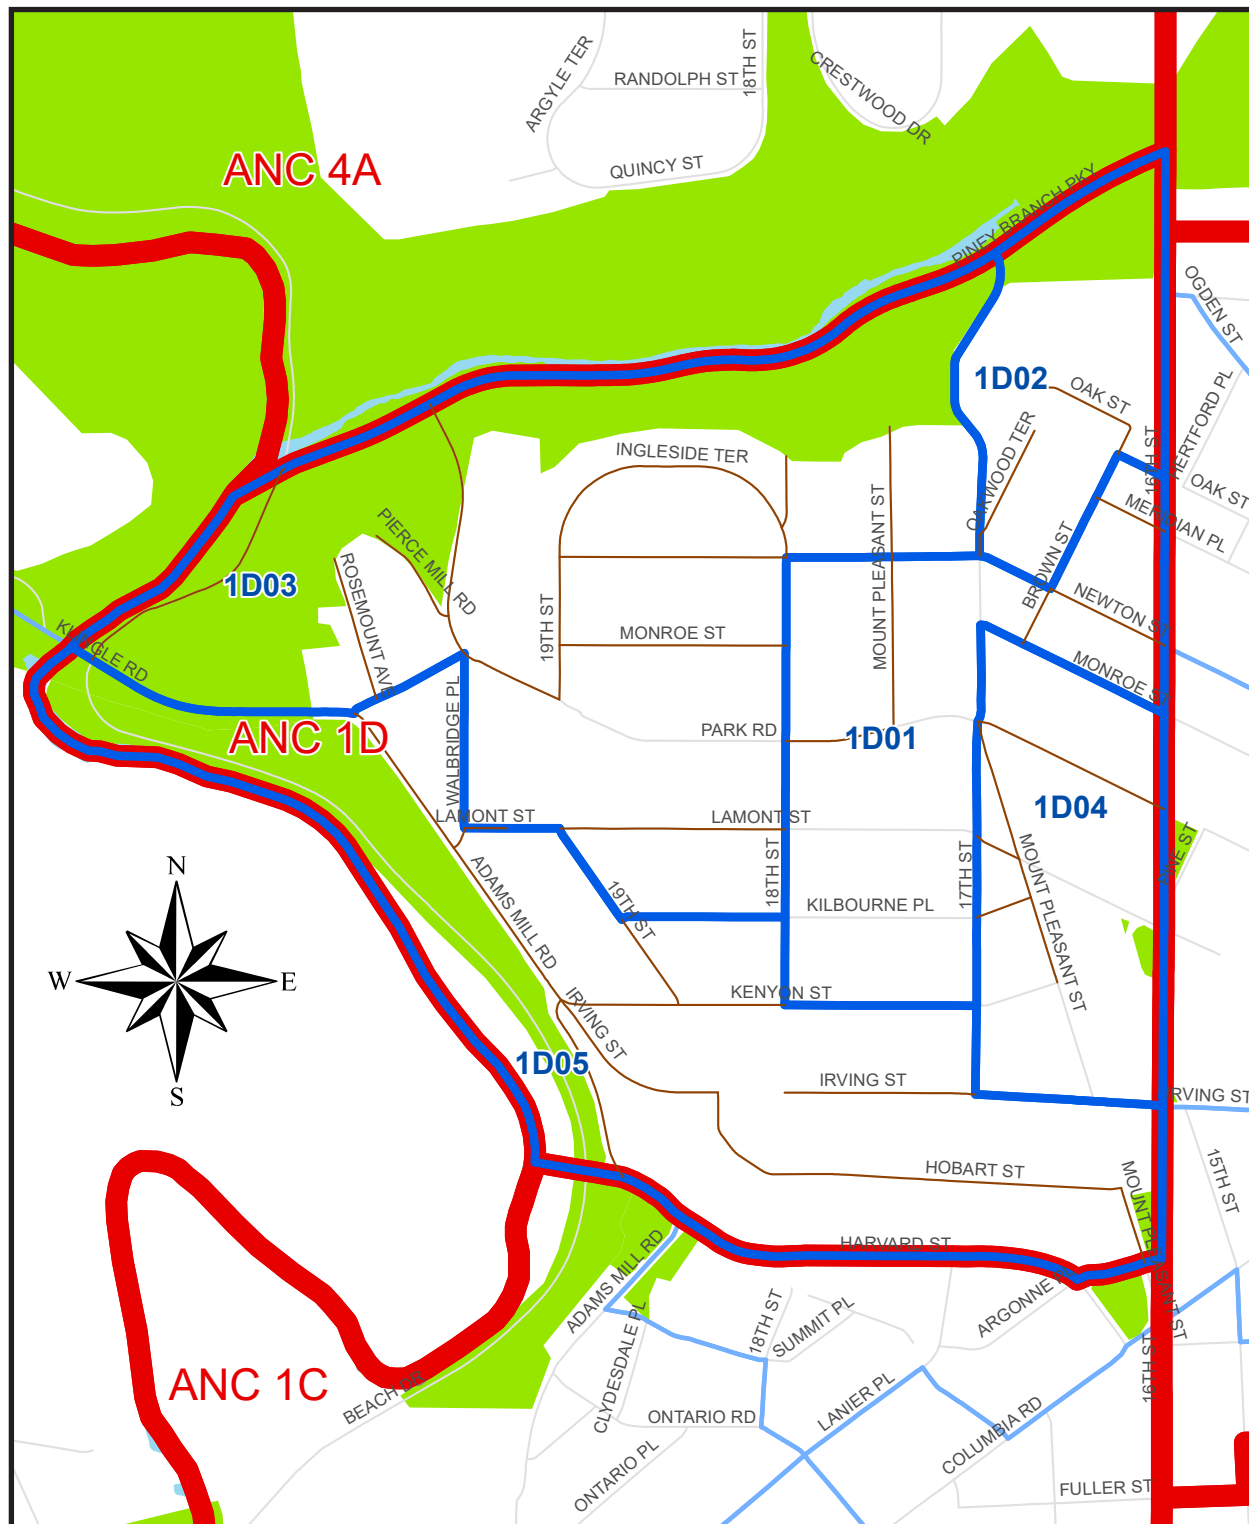 ARGYLE TER
RANDOLPH ST
18TH ST
CRESTWOOD DR
QUINCY ST
ANC 4A
PINEY BRANCH PKY
OGDEN ST
1D02
OAK ST
HERTFORD PL
OAKWOOD TER
16TH ST
OAK ST
INGLESIDE TER
MOUNT PLEASANT ST
MERIDIAN PL
PIERCE MILL RD
ROSEMOUNT AVE
1D03
BROWN ST
NEWTON ST
19TH ST
MONROE ST
KLINGLE RD
MONROE ST
WALBRIDGE PL
ANC 1D
PARK RD
1D01
1D04
LAMONT ST
LAMONT ST
18TH ST
17TH ST
MOUNT PLEASANT ST
PINE ST
ADAMS MILL RD
19TH ST
KILBOURNE PL
N
W
E
S
KENYON ST
IRVING ST
1D05
IRVING ST
RVING ST
HOBART ST
MOUNT PLEASANT ST
15TH ST
HARVARD ST
ADAMS MILL RD
ARGONNE
CLYDESDALE PL
18TH ST
SUMMIT PL
16TH ST
ANC 1C
BEACH DR
LANIER PL
ONTARIO RD
COLUMBIA RD
ONTARIO PL
FULLER ST